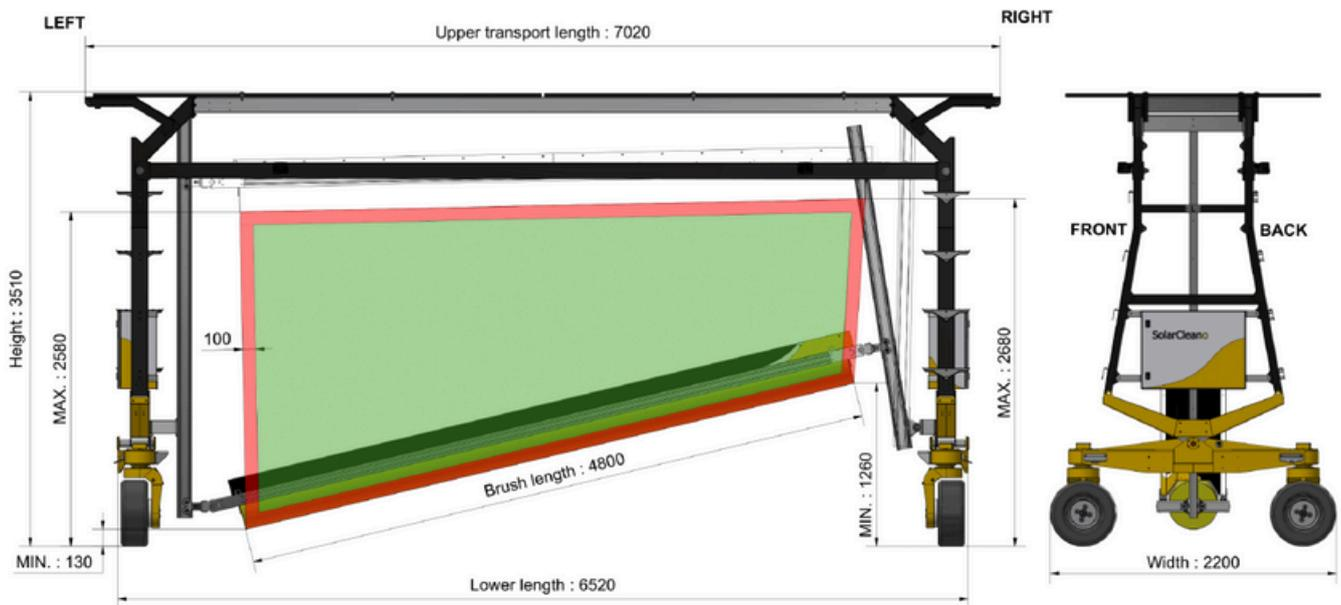 LEFT
RIGHT
Upper transport length : 7020
Height : 3510
MAX. : 2580
100
MAX. : 2680
MIN. : 1260
Brush length : 4800
MIN. : 130
Lower length : 6520
FRONT
BACK
SolarCleano
Width : 2200